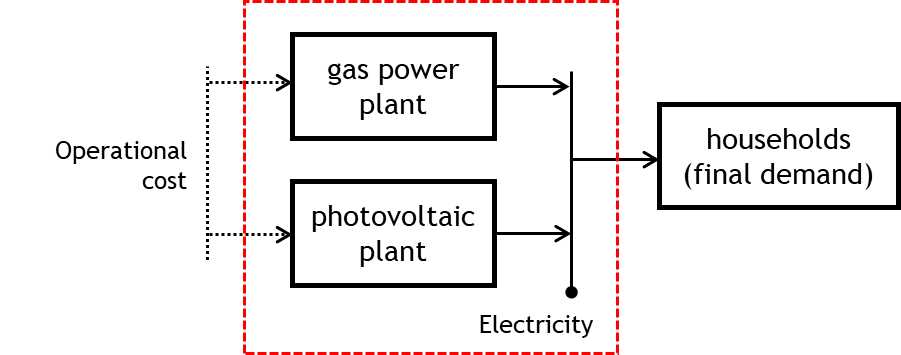 gas power
plant
Operational
cost
photovoltaic
plant
households
(final demand)
Electricity